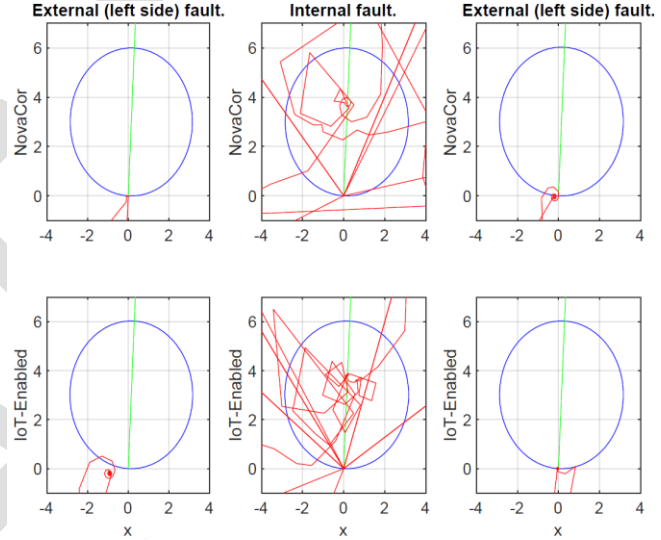 External (left side) fault. Internal fault. External (left side) fault.
NovaCor 6 4 2 0 NovaCor 6 4 2 0 NovaCor 6 4 2 0
-4 -2 0 2 4 -4 -2 0 2 4 -4 -2 0 2 4
IoT-Enabled 6 4 2 0 IoT-Enabled 6 4 2 0 IoT-Enabled 6 4 2 0
-4 -2 0 2 4 -4 -2 0 2 4 -4 -2 0 2 4
x x x